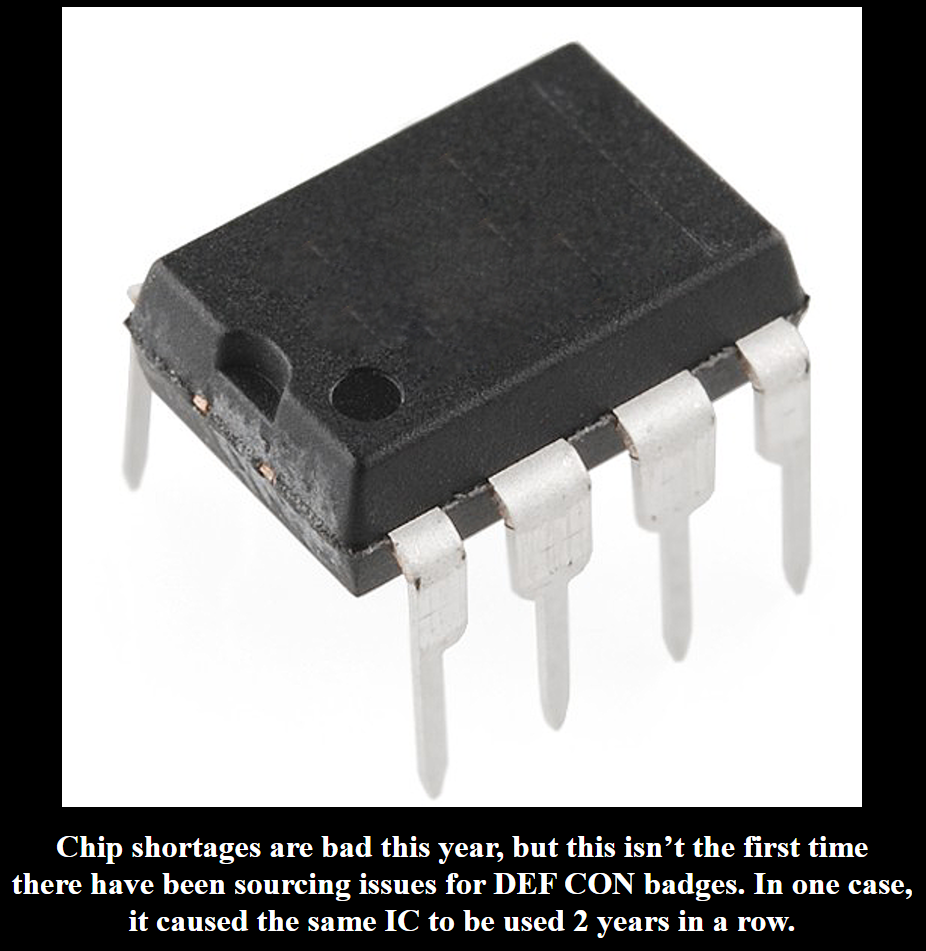 Chip shortages are bad this year, but this isn’t the first time
there have been sourcing issues for DEF CON badges. In one case,
it caused the same IC to be used 2 years in a row.